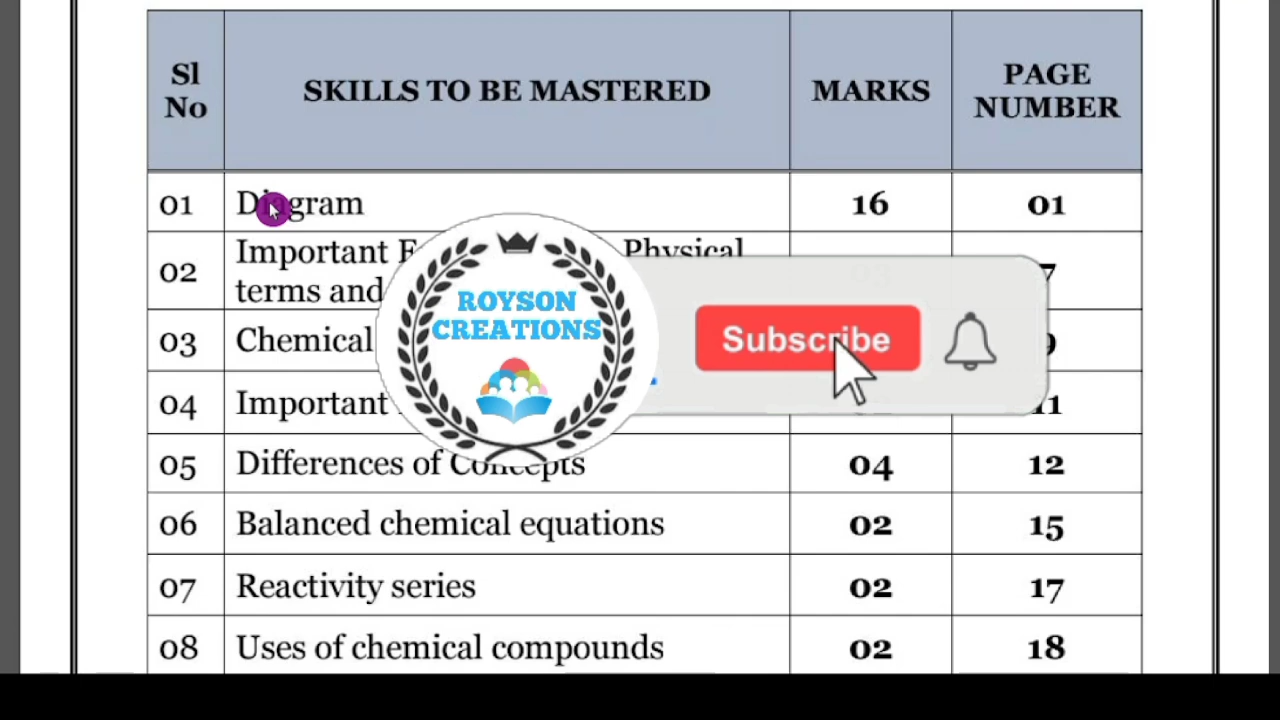 Sl No SKILLS TO BE MASTERED MARKS PAGE NUMBER
01 Diagram 16 01
02 Important Physical
terms and
03 Chemical
04 Important 11
05 Differences of Concepts 04 12
06 Balanced chemical equations 02 15
07 Reactivity series 02 17
08 Uses of chemical compounds 02 18
ROYSON
CREATIONS
Subscribe